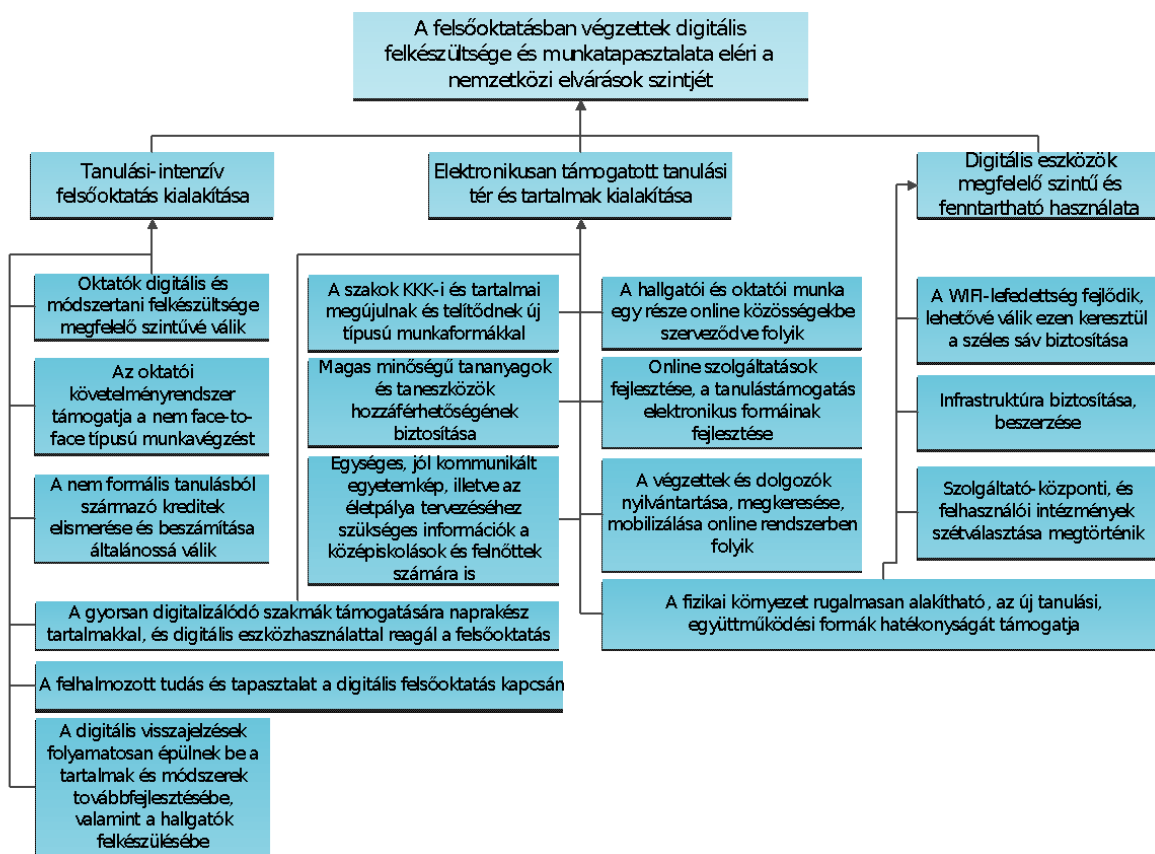 A felsőoktatásban végzettek digitális
felkészültsége és munkatapasztalata eléri a
nemzetközi elvárások szintjét
Tanulási-intenzív
felsőoktatás kialakítása
Elektronikusan támogatott tanulási
tér és tartalmak kialakítása
Digitális eszközök
megfelelő szintű és
fenntartható használata
Oktatók digitális és
módszertani felkészültsége
megfelelő szintűvé válik
Az oktatói
követelményrendszer
támogatja a nem face-to-
face típusú munkavégzést
A nem formális tanulásból
származó kreditek
elismerése és beszámítása
általánossá válik
A szakok KKK-i és tartalmai
megújulnak és telítődnek új
típusú munkaformákkal
Magas minőségű tananyagok
és taneszközök
hozzáférhetőségének
biztosítása
Egységes, jól kommunikált
egyetemkép, illetve az
életpálya tervezéséhez
szükséges információk a
középiskolások és felnőttek
számára is
A hallgatói és oktatói munka
egy része online közösségekbe
szerveződve folyik
Online szolgáltatások
fejlesztése, a tanulástámogatás
elektronikus formáinak
fejlesztése
A végzettek és dolgozók
nyilvántartása, megkeresése,
mobilizálása online rendszerben
folyik
A WIFI-lefedettség fejlődik,
lehetővé válik ezen keresztül
a széles sáv biztosítása
Infrastruktúra biztosítása,
beszerzése
Szolgáltató-központi, és
felhasználói intézmények
szétválasztása megtörténik
A gyorsan digitalizálódó szakmák támogatására naprakész
tartalmakkal, és digitális eszközhasználattal reagál a felsőoktatás
A fizikai környezet rugalmasan alakítható, az új tanulási,
együttműködési formák hatékonyságát támogatja
A felhalmozott tudás és tapasztalat a digitális felsőoktatás kapcsán
A digitális visszajelzések
folyamatosan épülnek be a
tartalmak és módszerek
továbbfejlesztésébe,
valamint a hallgatók
felkészülésébe